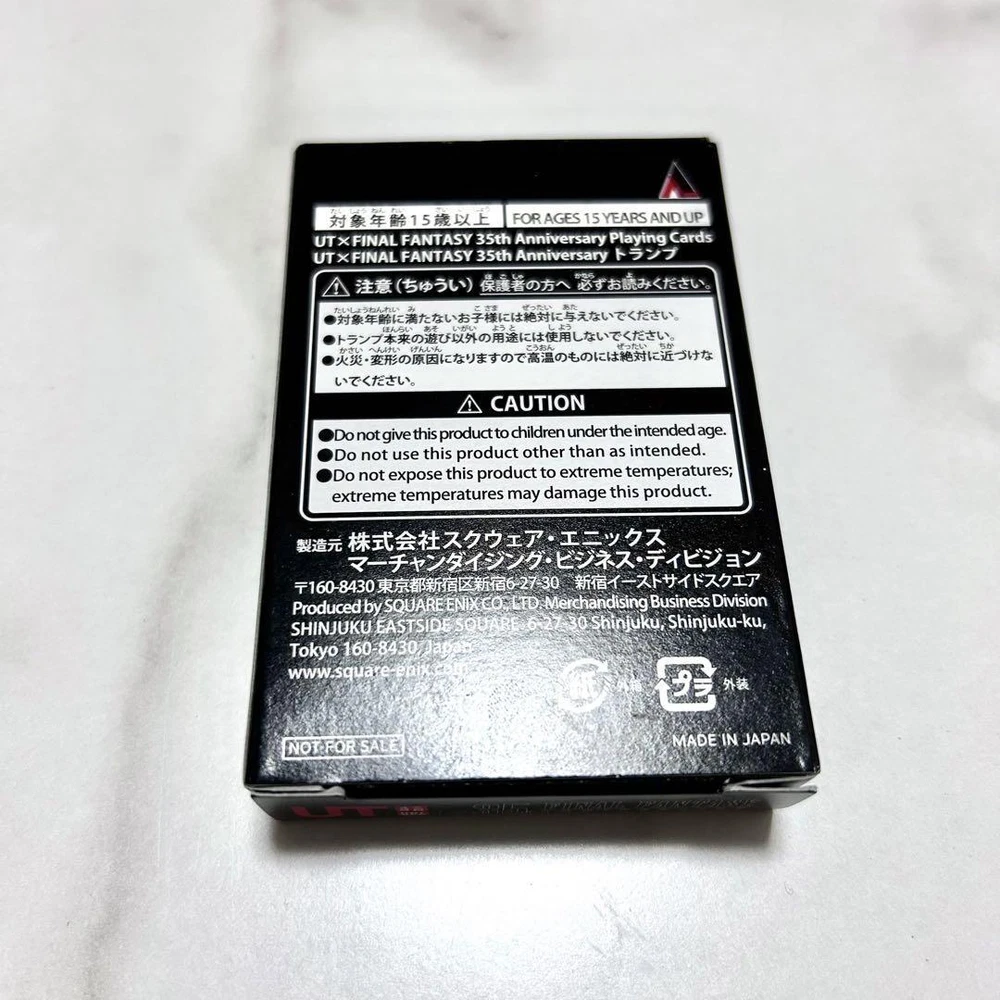 対象年齢15歳以上 FOR AGES 15 YEARS AND UP
UT×FINAL FANTASY 35th Anniversary Playing Cards
UT×FINAL FANTASY 35th Anniversary トランプ
⚠ 注意(ちゅうい) 保護者の方へ 必ずお読みください。
●対象年齢に満たないお子様には絶対に与えないでください。
●トランプ本来の遊び以外の用途には使用しないでください。
●火災・変形の原因になりますので高温のものには絶対に近づけな
いでください。
⚠ CAUTION
●Do not give this product to children under the intended age.
●Do not use this product other than as intended.
●Do not expose this product to extreme temperatures;
extreme temperatures may damage this product.
製造元 株式会社スクウェア・エニックス
マーチャンダイジング・ビジネス・ディビジョン
〒160-8430 東京都新宿区新宿6-27-30 新宿イーストサイドスクエア
Produced by SQUARE ENIX CO., LTD. Merchandising Business Division
SHINJUKU EASTSIDE SQUARE 6-27-30 Shinjuku, Shinjuku-ku,
Tokyo 160-8430, Japan
www.square-enix.com
紙 外箱 プラ 外装
NOT FOR SALE MADE IN JAPAN
UT